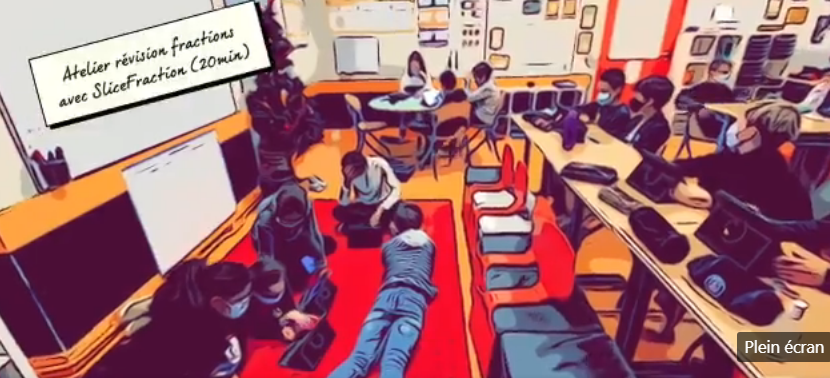 Atelier révision fractions
avec SliceFraction (20min)
Plein écran